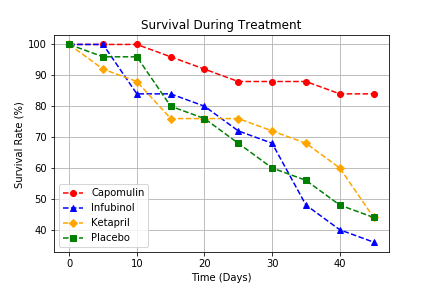 Survival During Treatment
Survival Rate (%)
100
90
80
70
60
50
40
Capomulin
Infubinol
Ketapril
Placebo
0
10
20
30
40
Time (Days)